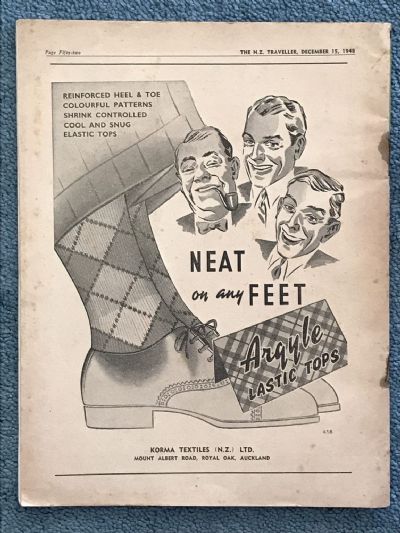 Page Fifty-two
THE N.Z. TRAVELLER, DECEMBER 15, 1948
REINFORCED HEEL & TOE
COLOURFUL PATTERNS
SHRINK CONTROLLED
COOL AND SNUG
ELASTIC TOPS
NEAT
on any FEET
Argyle
LASTIC TOPS
KORMA TEXTILES (N.Z.) LTD.
MOUNT ALBERT ROAD, ROYAL OAK, AUCKLAND